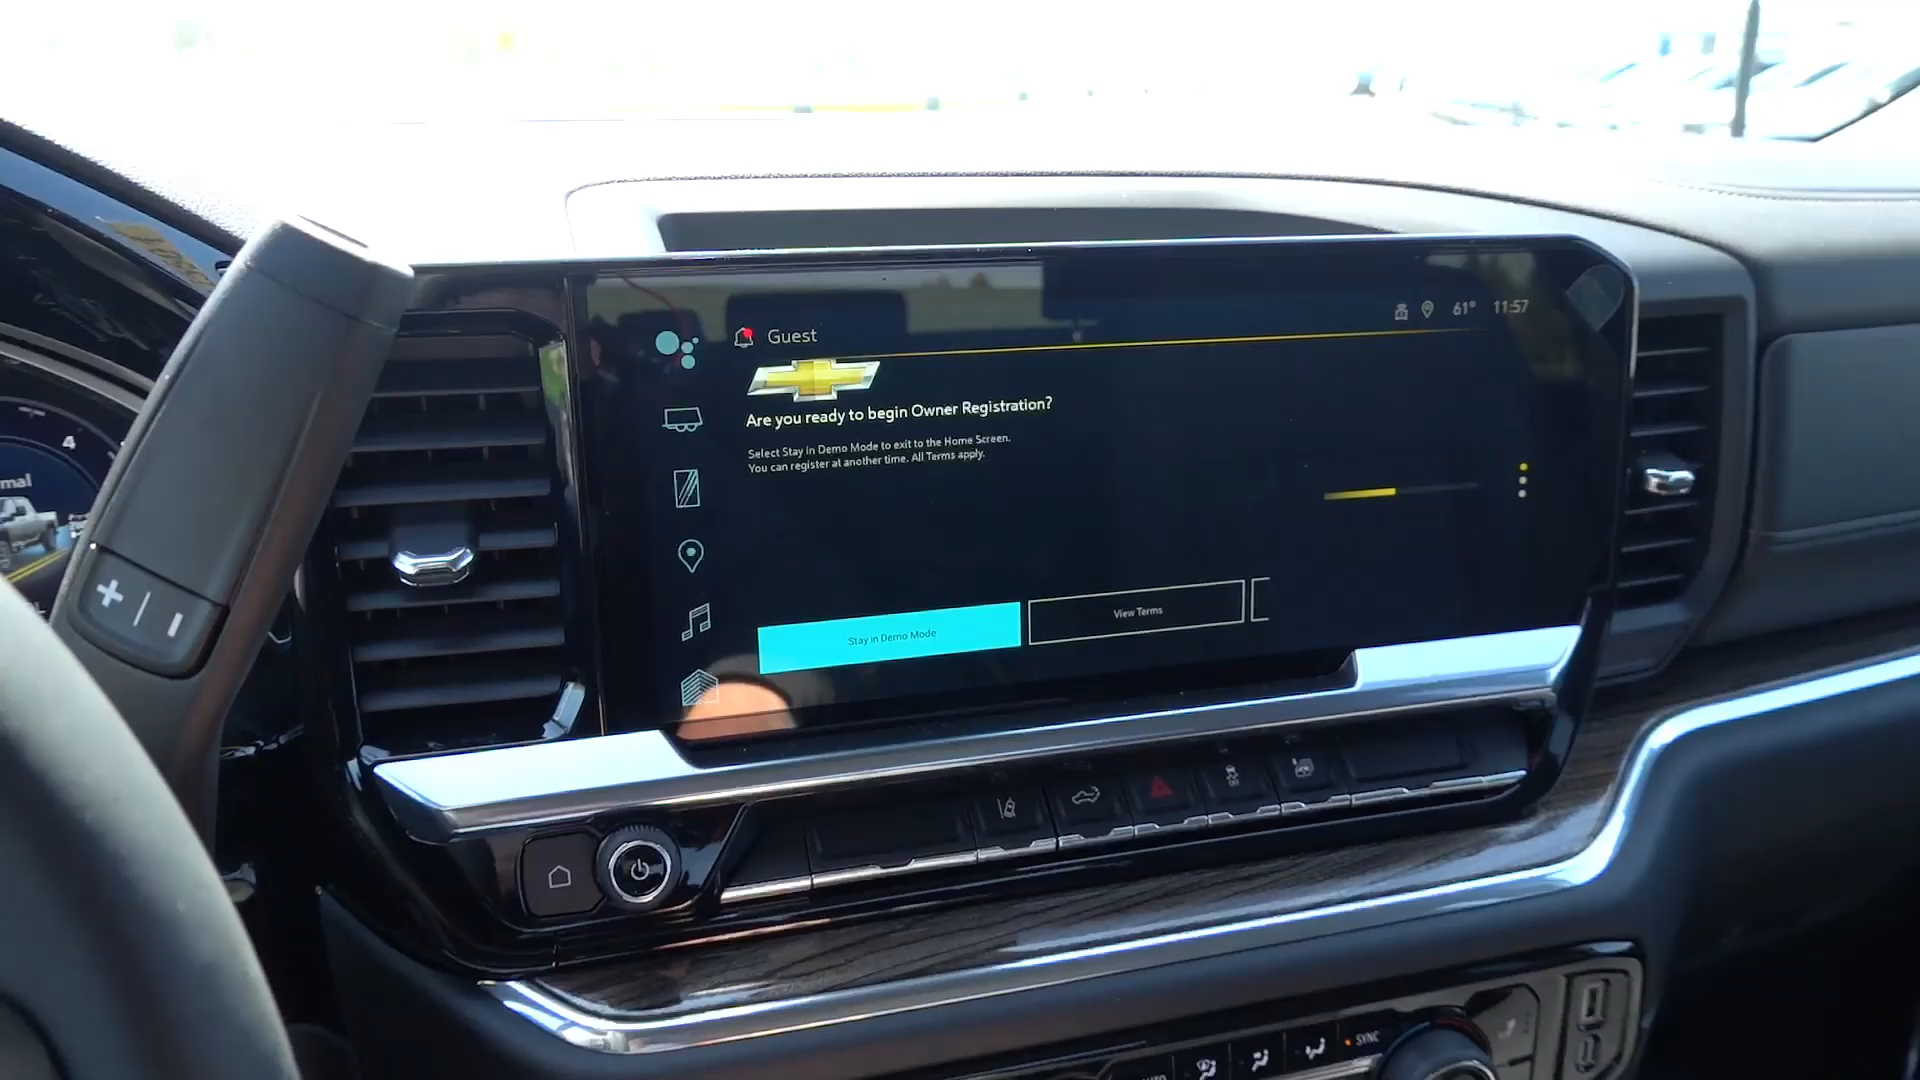 Guest
61° 11:57
Are you ready to begin Owner Registration?
Select Stay in Demo Mode to exit to the Home Screen.
You can register at another time. All Terms apply.
Stay in Demo Mode
View Terms
4
mal
+ | -
SYNC